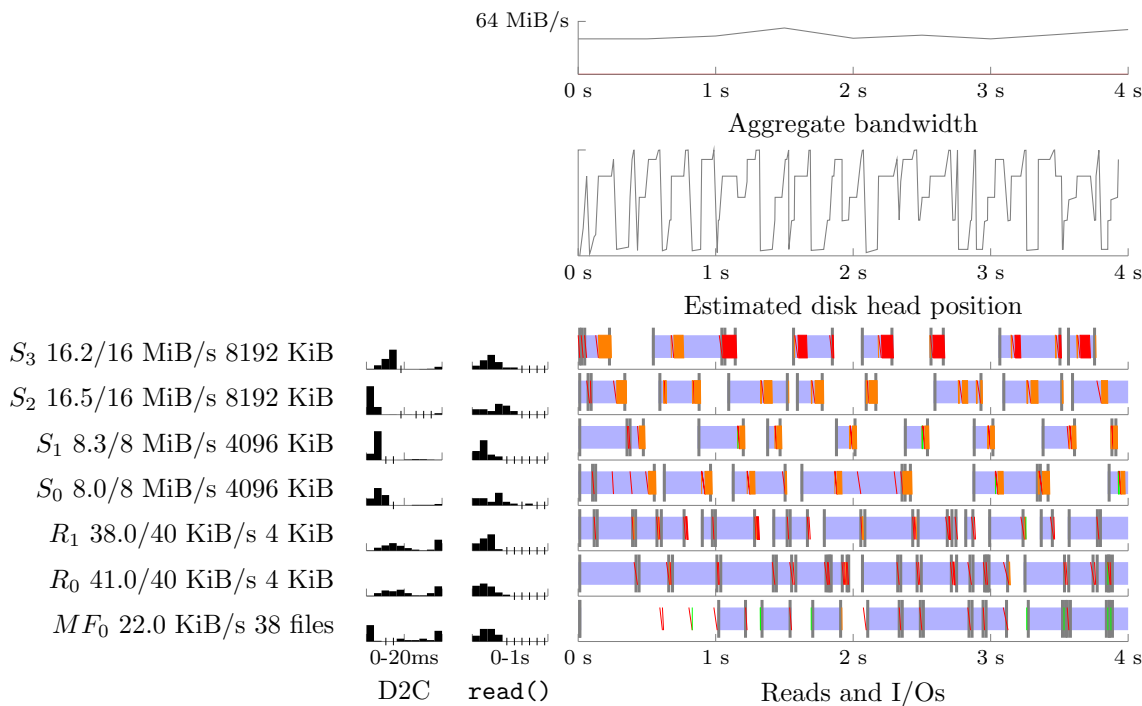 64 MiB/s
0 s 1 s 2 s 3 s 4 s
Aggregate bandwidth
0 s 1 s 2 s 3 s 4 s
Estimated disk head position
S3 16.2/16 MiB/s 8192 KiB
S2 16.5/16 MiB/s 8192 KiB
S1 8.3/8 MiB/s 4096 KiB
S0 8.0/8 MiB/s 4096 KiB
R1 38.0/40 KiB/s 4 KiB
R0 41.0/40 KiB/s 4 KiB
MF0 22.0 KiB/s 38 files
0-20ms 0-1s 0 s 1 s 2 s 3 s 4 s
D2C read() Reads and I/Os